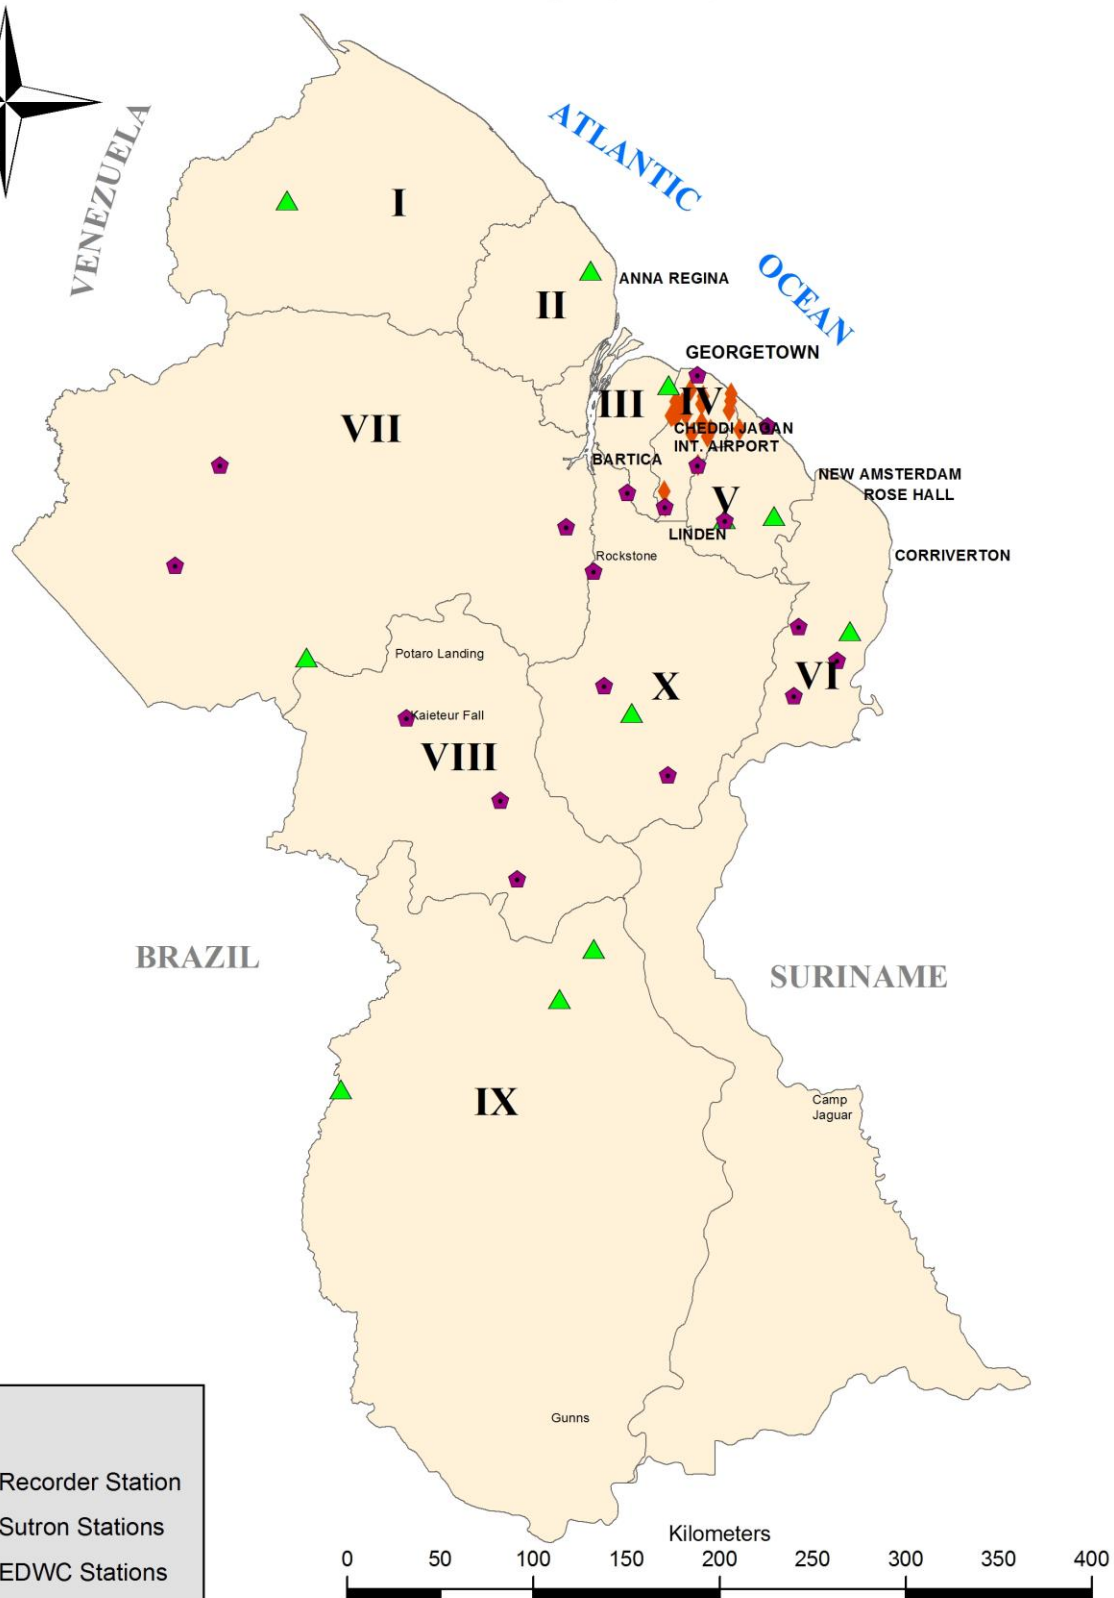 VENEZUELA
ATLANTIC
OCEAN
I
II
ANNA REGINA
GEORGETOWN
III
IV
VII
CHEDDI JAGAN
INT. AIRPORT
BARTICA
NEW AMSTERDAM
ROSE HALL
V
LINDEN
Rockstone
CORRIVERTON
Potaro Landing
X
VI
Kaieteur Fall
VIII
BRAZIL
SURINAME
IX
Camp
Jaguar
Gunns
Recorder Station
Sutron Stations
EDWC Stations
Kilometers
0 50 100 150 200 250 300 350 400